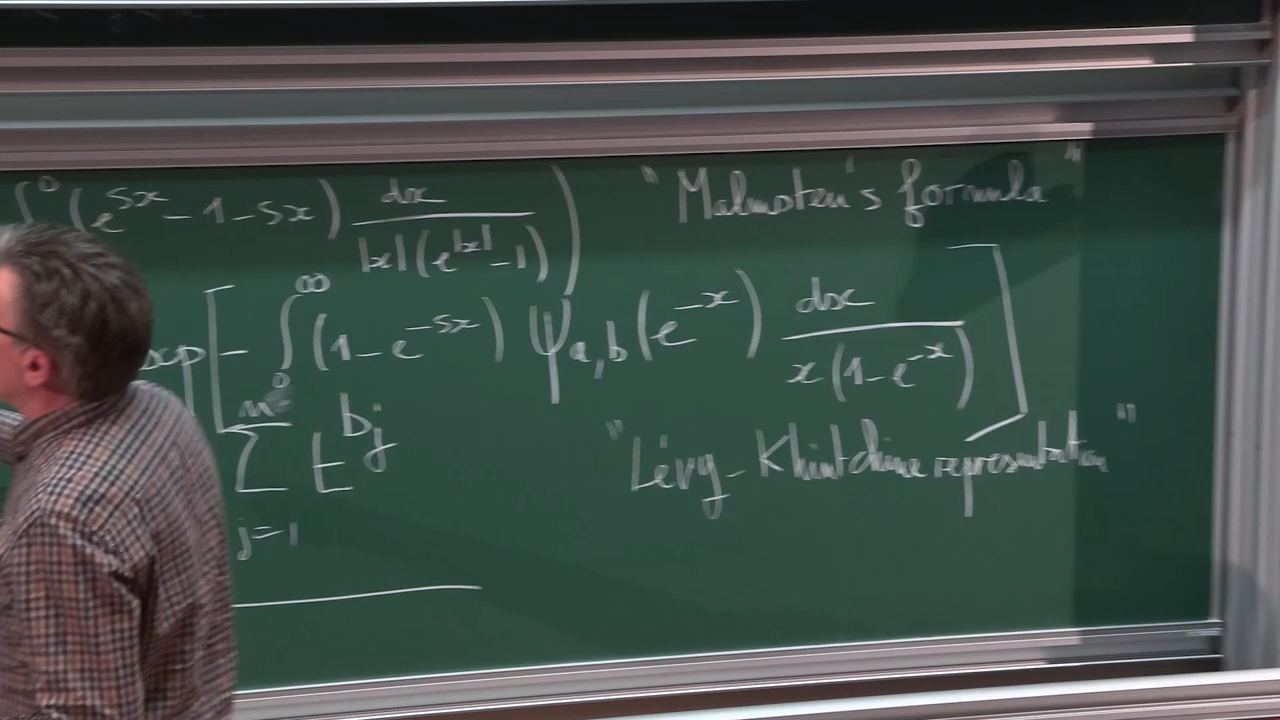 ∫^0 (e^{sx} - 1 - sx) dx / (|x|(e^{|x|} - 1)) ) "Malmsten's formula"
exp [ - ∫_0^∞ (1 - e^{-sx}) ψ_{a,b}(e^{-x}) dx / (x(1 - e^{-x})) ]
∑_{j=1}^n t^{b_j} "Lévy-Khintchine representation"